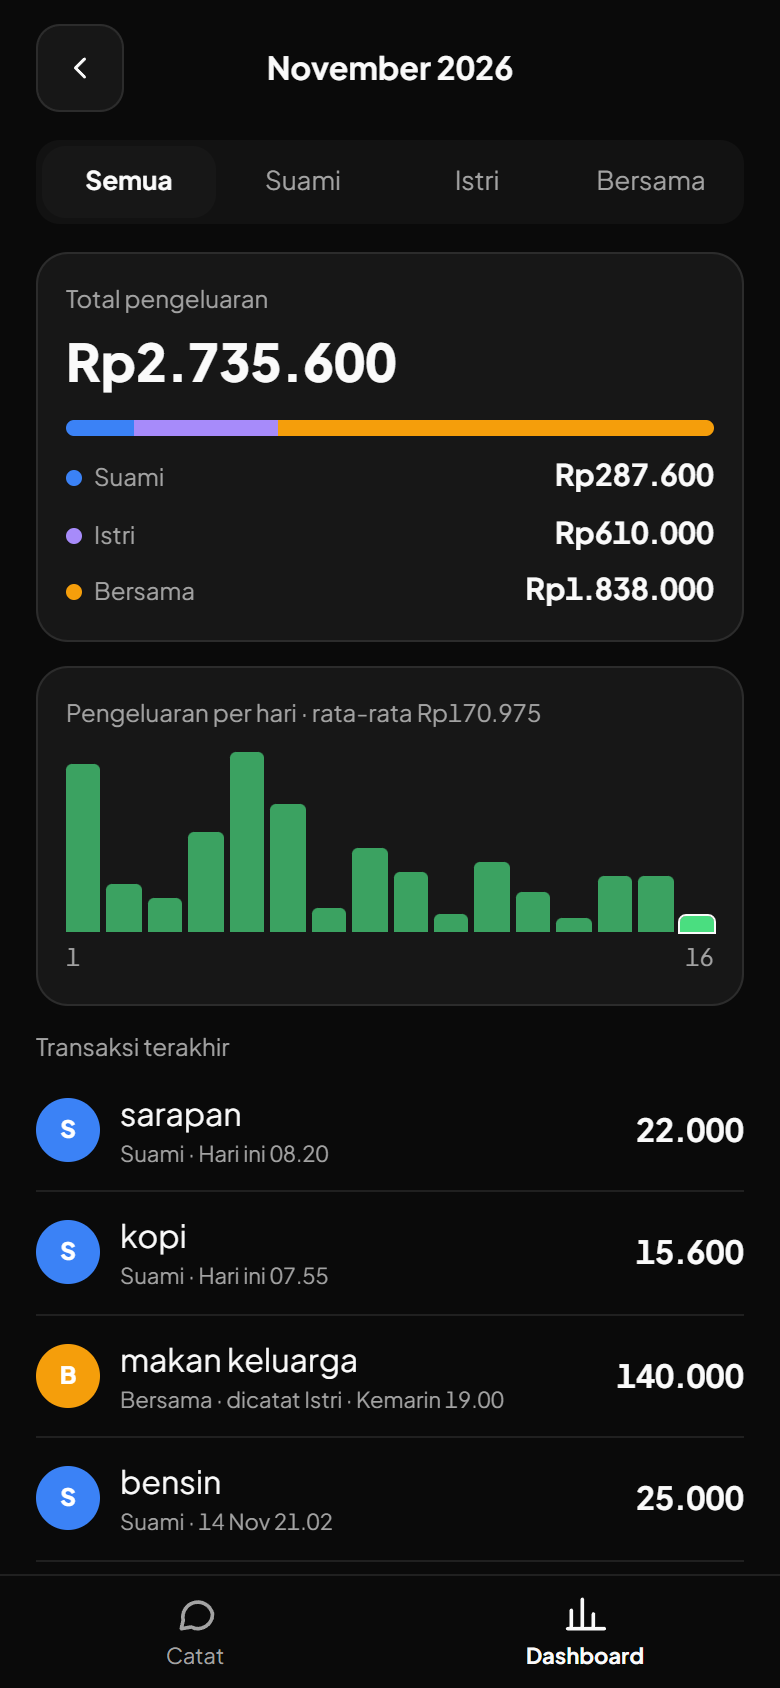 November 2026
Semua Suami Istri Bersama
Total pengeluaran
Rp2.735.600
Suami Rp287.600
Istri Rp610.000
Bersama Rp1.838.000
Pengeluaran per hari · rata-rata Rp170.975
1 16
Transaksi terakhir
S sarapan 22.000
Suami · Hari ini 08.20
S kopi 15.600
Suami · Hari ini 07.55
B makan keluarga 140.000
Bersama · dicatat Istri · Kemarin 19.00
S bensin 25.000
Suami · 14 Nov 21.02
Catat Dashboard